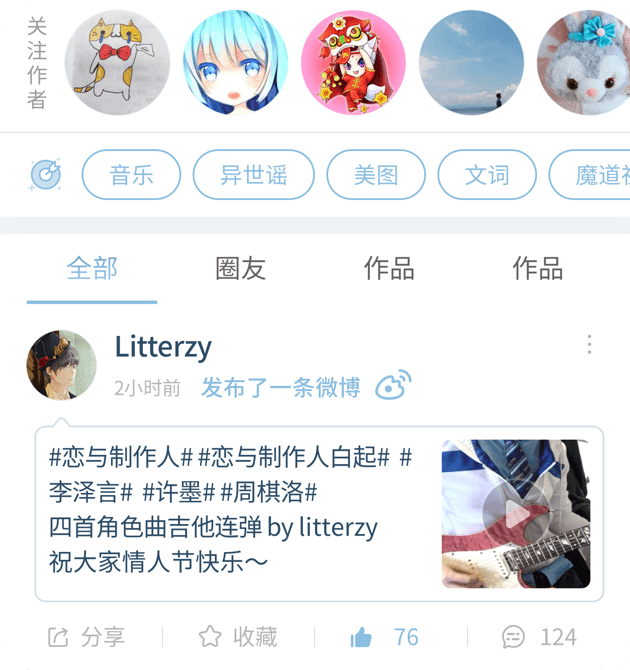 关注作者
音乐
异世谣
美图
文词
魔道祖
全部
圈友
作品
作品
Litterzy
2小时前 发布了一条微博
#恋与制作人# #恋与制作人白起# #
李泽言# #许墨# #周棋洛#
四首角色曲吉他连弹 by litterzy
祝大家情人节快乐～
分享
收藏
76
124